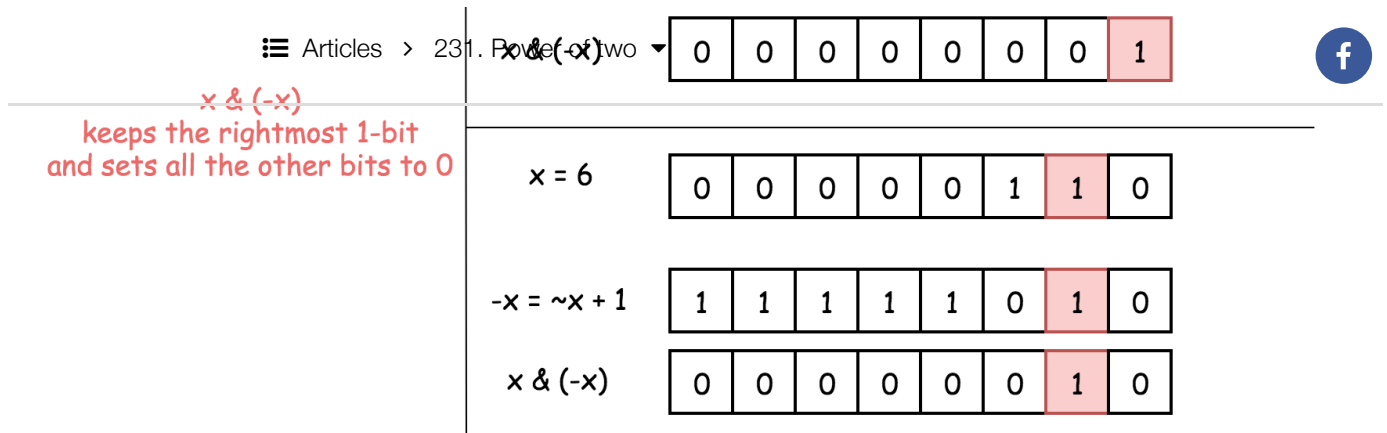 Articles > 231. Power of two
x & (-x) 0 0 0 0 0 0 0 1
f
x & (-x)
keeps the rightmost 1-bit
and sets all the other bits to 0
x = 6 0 0 0 0 0 1 1 0
-x = ~x + 1 1 1 1 1 1 0 1 0
x & (-x) 0 0 0 0 0 0 1 0